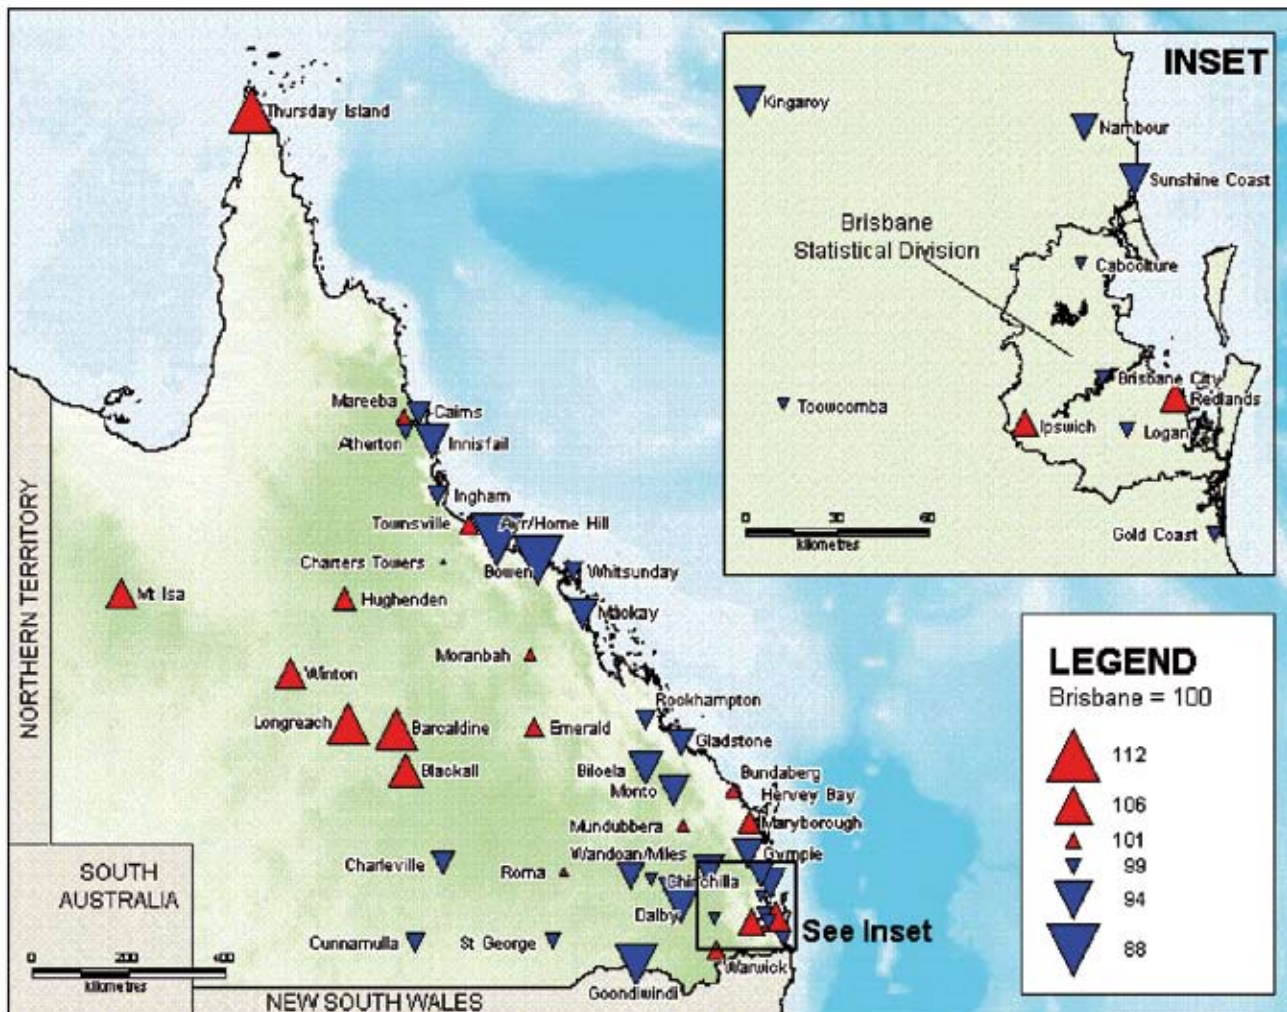 Thursday Island
INSET
Kingaroy
Nambour
Sunshine Coast
Brisbane
Statistical Division
Caboolture
Brisbane City
Redlands
Toowoomba
Ipswich
Logan
Gold Coast
0 30 60
kilometres
Mareeba
Cairns
Atherton
Innisfail
Ingham
Townsville
Ayr/Home Hill
Charters Towers
Bowen
Whitsunday
Mt Isa
Hughenden
Mackay
Moranbah
Winton
Rockhampton
Longreach
Barcaldine
Emerald
Gladstone
Blackall
Biloela
Bundaberg
Monto
Hervey Bay
Mundubbera
Maryborough
Wandoan/Miles
Gympie
Charleville
Roma
Chinchilla
Dalby
See Inset
Cunnamulla
St George
Warwick
Goondiwindi
NORTHERN TERRITORY
SOUTH
AUSTRALIA
0 200 400
kilometres
NEW SOUTH WALES
LEGEND
Brisbane = 100
112
106
101
99
94
88